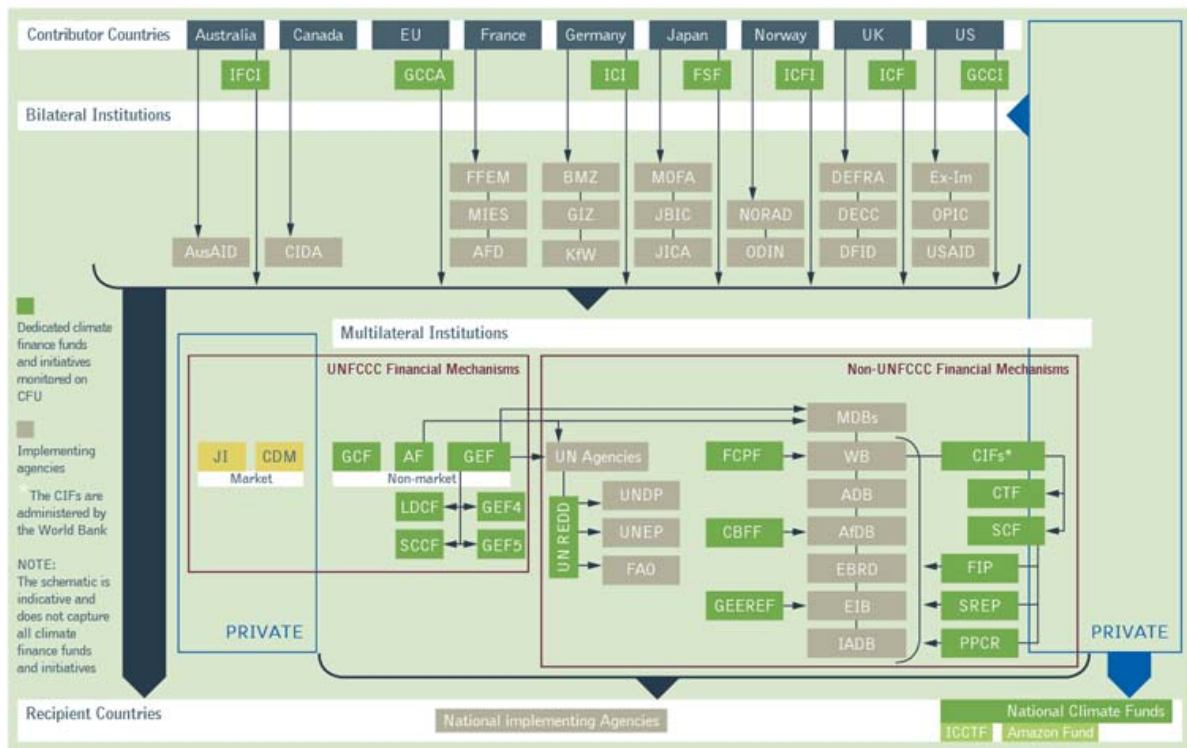 Contributor Countries
Australia
Canada
EU
France
Germany
Japan
Norway
UK
US
IFCI
GCCA
ICI
FSF
ICFI
ICF
GCCI
Bilateral Institutions
FFEM
BMZ
MOFA
DEFRA
Ex-Im
MIES
GIZ
JBIC
NORAD
DECC
OPIC
AusAID
CIDA
AFD
KfW
JICA
ODIN
DFID
USAID
Dedicated climate
finance funds
and initiatives
monitored on
CFU
Implementing
agencies
*The CIFs are
administered by
the World Bank
NOTE:
The schematic is
indicative and
does not capture
all climate
finance funds
and initiatives
Multilateral Institutions
UNFCCC Financial Mechanisms
Non-UNFCCC Financial Mechanisms
JI
CDM
Market
GCF
AF
GEF
Non-market
LDCF
GEF4
SCCF
GEF5
UN Agencies
UN REDD
UNDP
UNEP
FAO
MDBs
FCPF
WB
CIFs*
ADB
CTF
CBFF
AfDB
SCF
EBRD
FIP
GEEREF
EIB
SREP
IADB
PPCR
PRIVATE
PRIVATE
Recipient Countries
National implementing Agencies
National Climate Funds
ICCTF
Amazon Fund